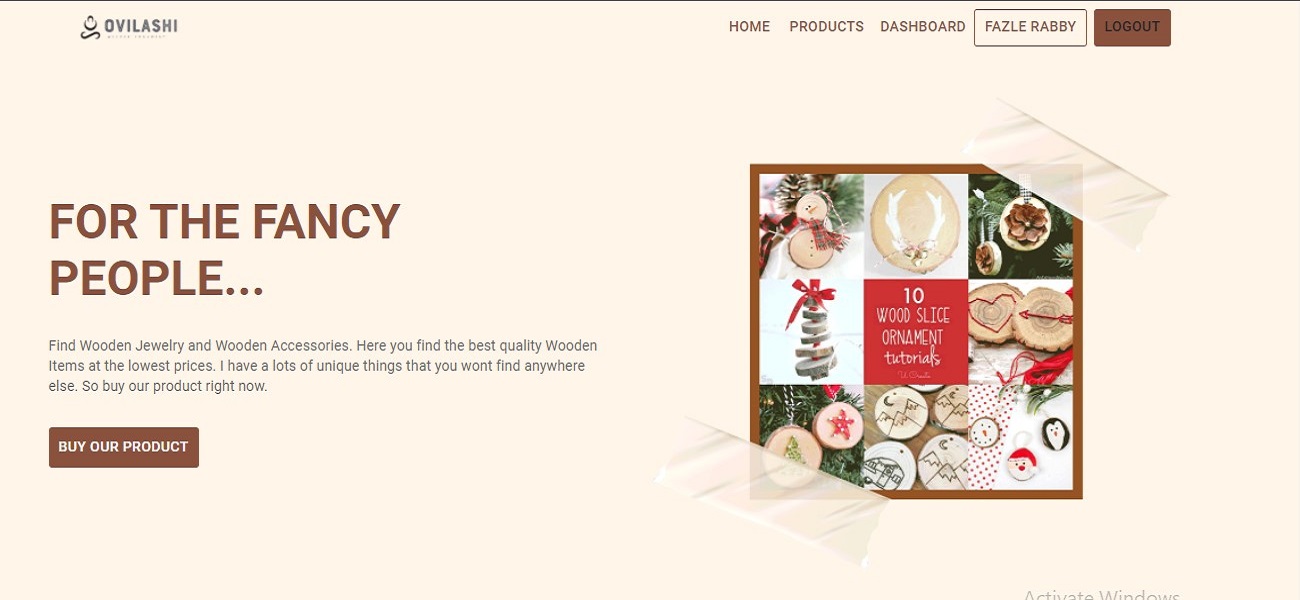 OVILASHI
HOME PRODUCTS DASHBOARD FAZLE RABBY LOGOUT
FOR THE FANCY
PEOPLE...
Find Wooden Jewelry and Wooden Accessories. Here you find the best quality Wooden
Items at the lowest prices. I have a lots of unique things that you wont find anywhere
else. So buy our product right now.
BUY OUR PRODUCT
10
WOOD SLICE
ORNAMENT
tutorials
U Create
Activate Windows